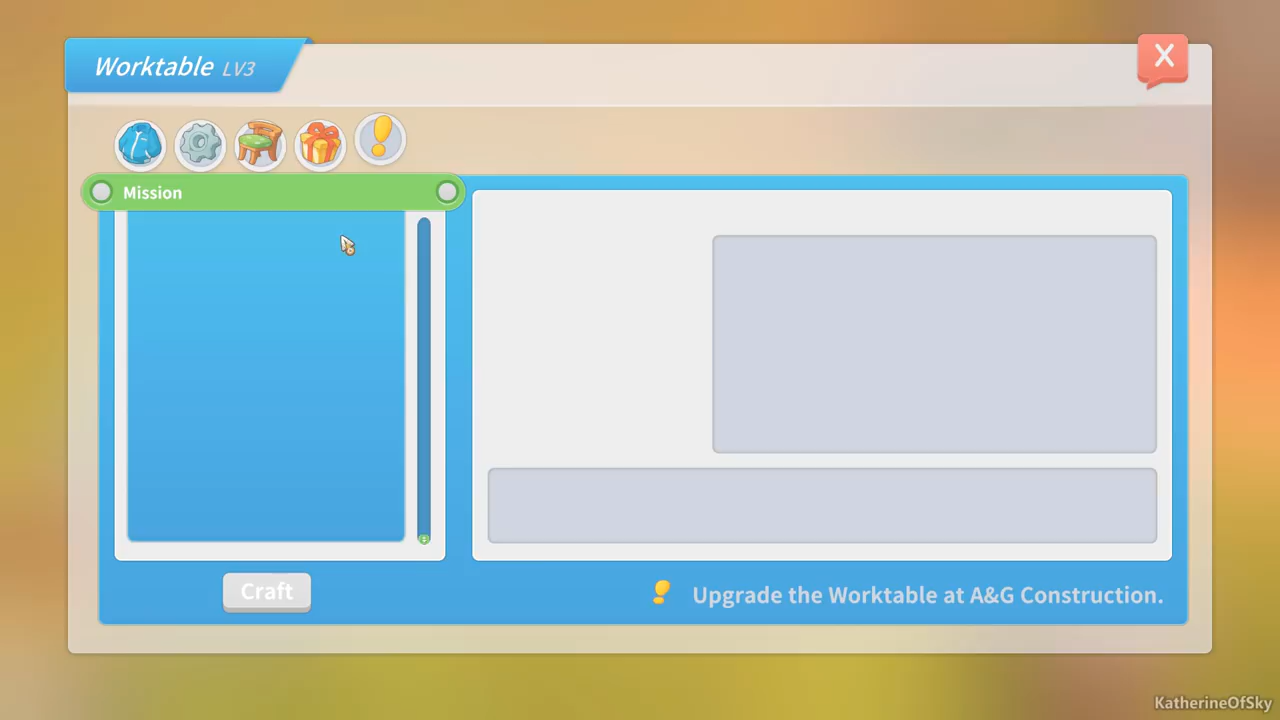 Worktable LV3
X
Mission
Craft
Upgrade the Worktable at A&G Construction.
KatherineOfSky